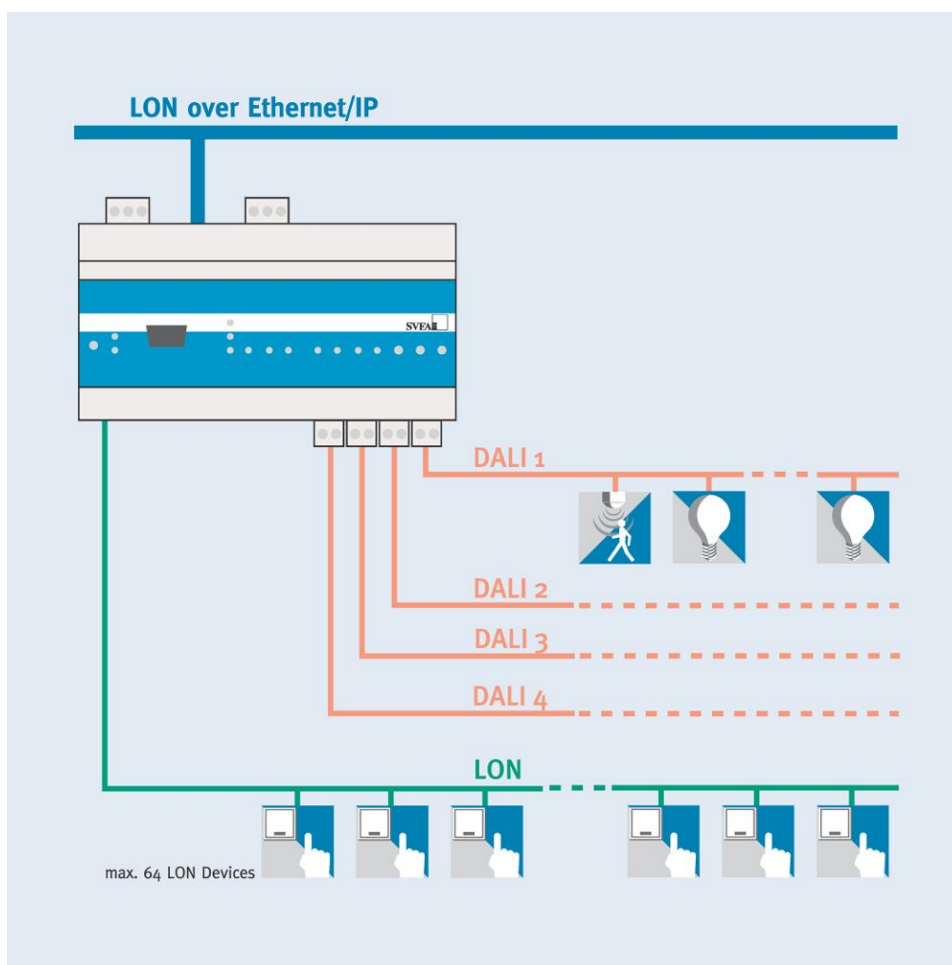 LON over Ethernet/IP
SVEA
DALI 1
DALI 2
DALI 3
DALI 4
LON
max. 64 LON Devices